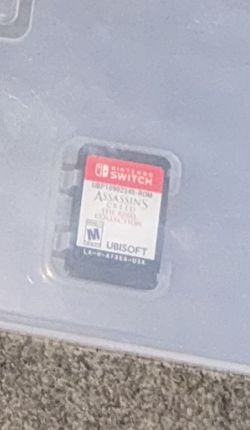 NINTENDO
SWITCH
ASSASSIN'S
CREED
THE REBEL
COLLECTION
M
UBISOFT